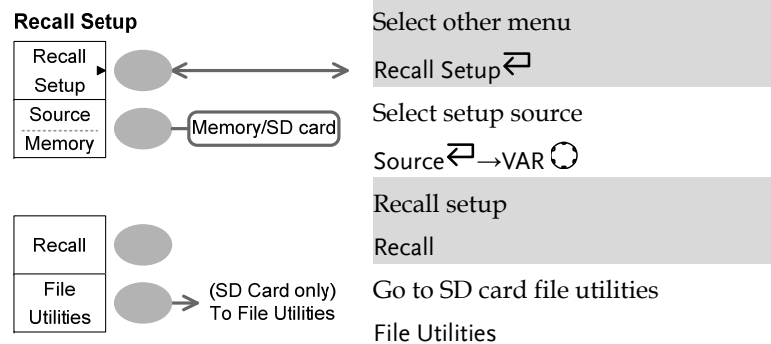 Recall Setup
Recall
Setup
Source
Memory
Memory/SD card
Recall
File
Utilities
(SD Card only)
To File Utilities
Select other menu
Recall Setup
Select setup source
Source→VAR
Recall setup
Recall
Go to SD card file utilities
File Utilities